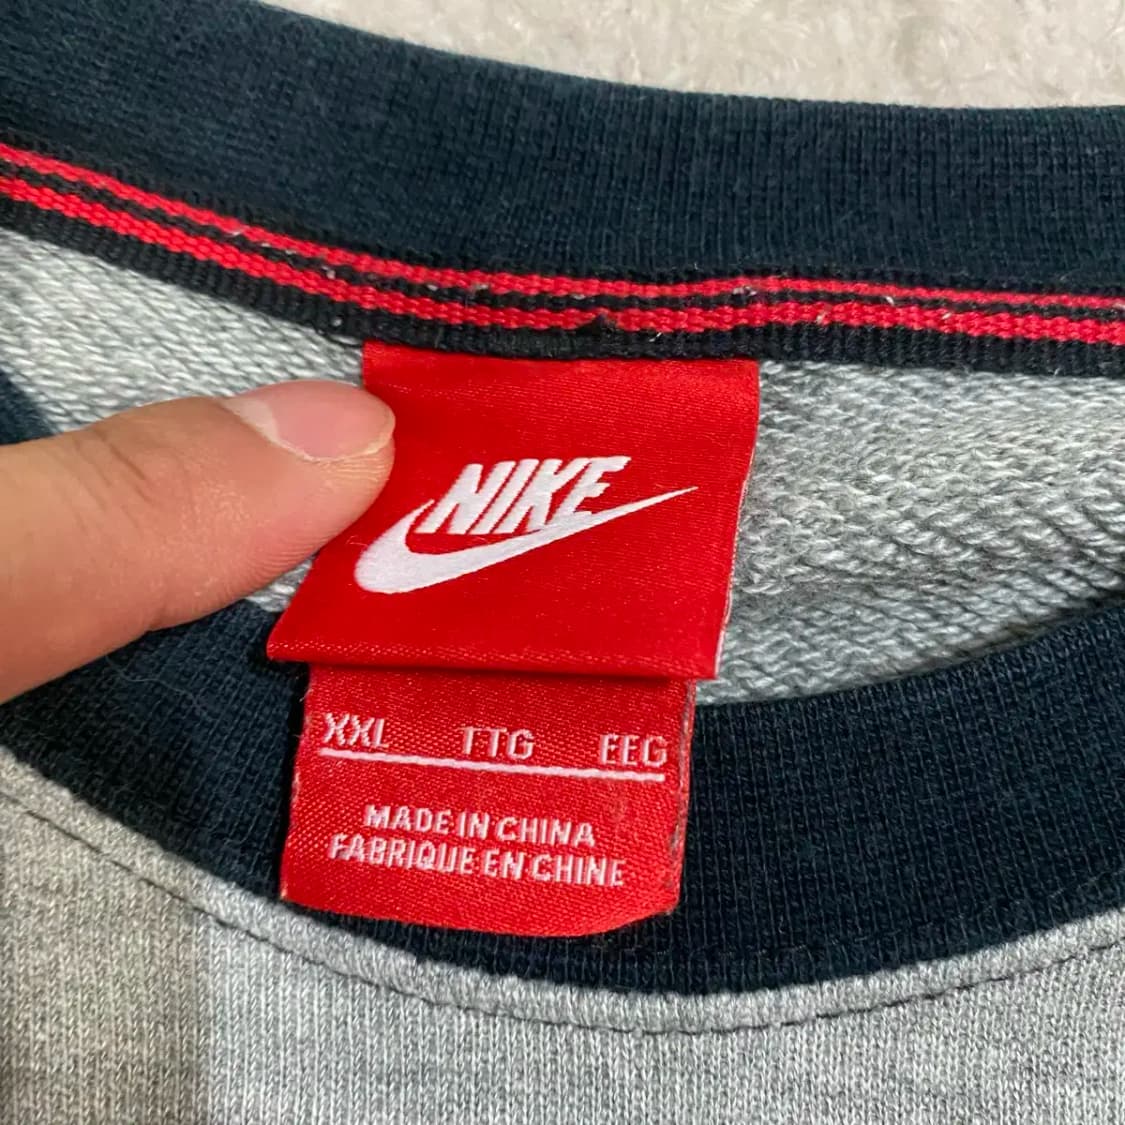 NIKE
XXL TTG EEG
MADE IN CHINA
FABRIQUE EN CHINE